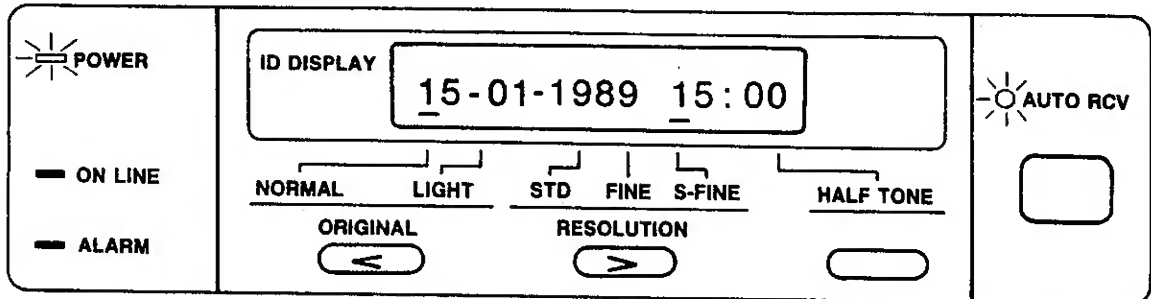 POWER
ID DISPLAY
15-01-1989 15:00
AUTO RCV
ON LINE
NORMAL LIGHT STD FINE S-FINE HALF TONE
ALARM
ORIGINAL RESOLUTION
< >